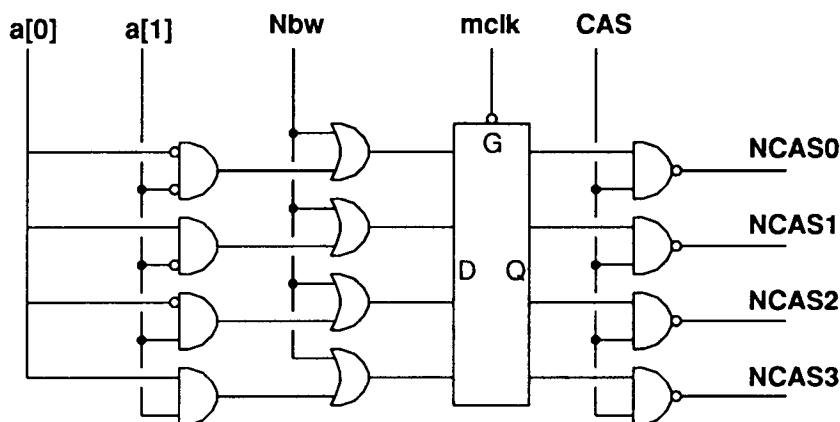 a[0] a[1] Nbw mclk CAS
G
NCAS0
NCAS1
D Q
NCAS2
NCAS3